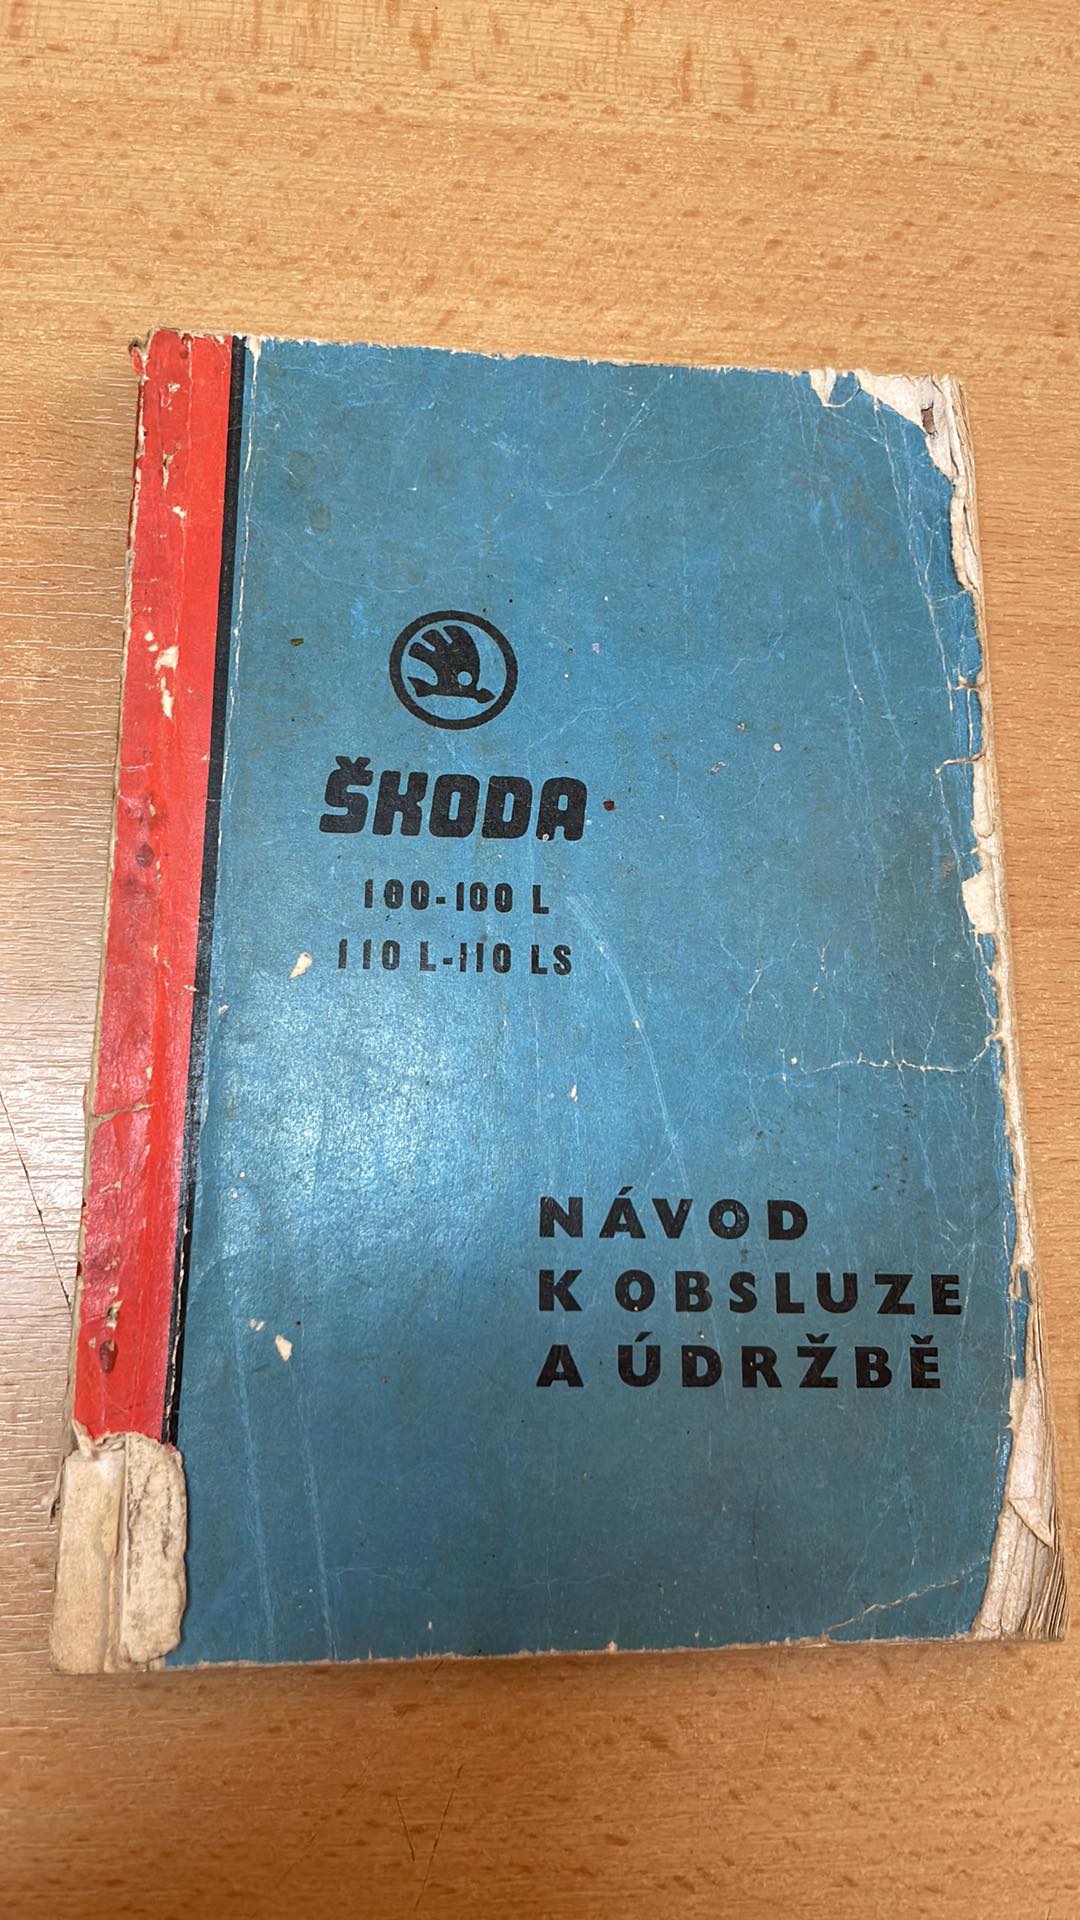 ŠKODA
100-100 L
110 L-110 LS
NÁVOD
K OBSLUZE
A ÚDRŽBĚ